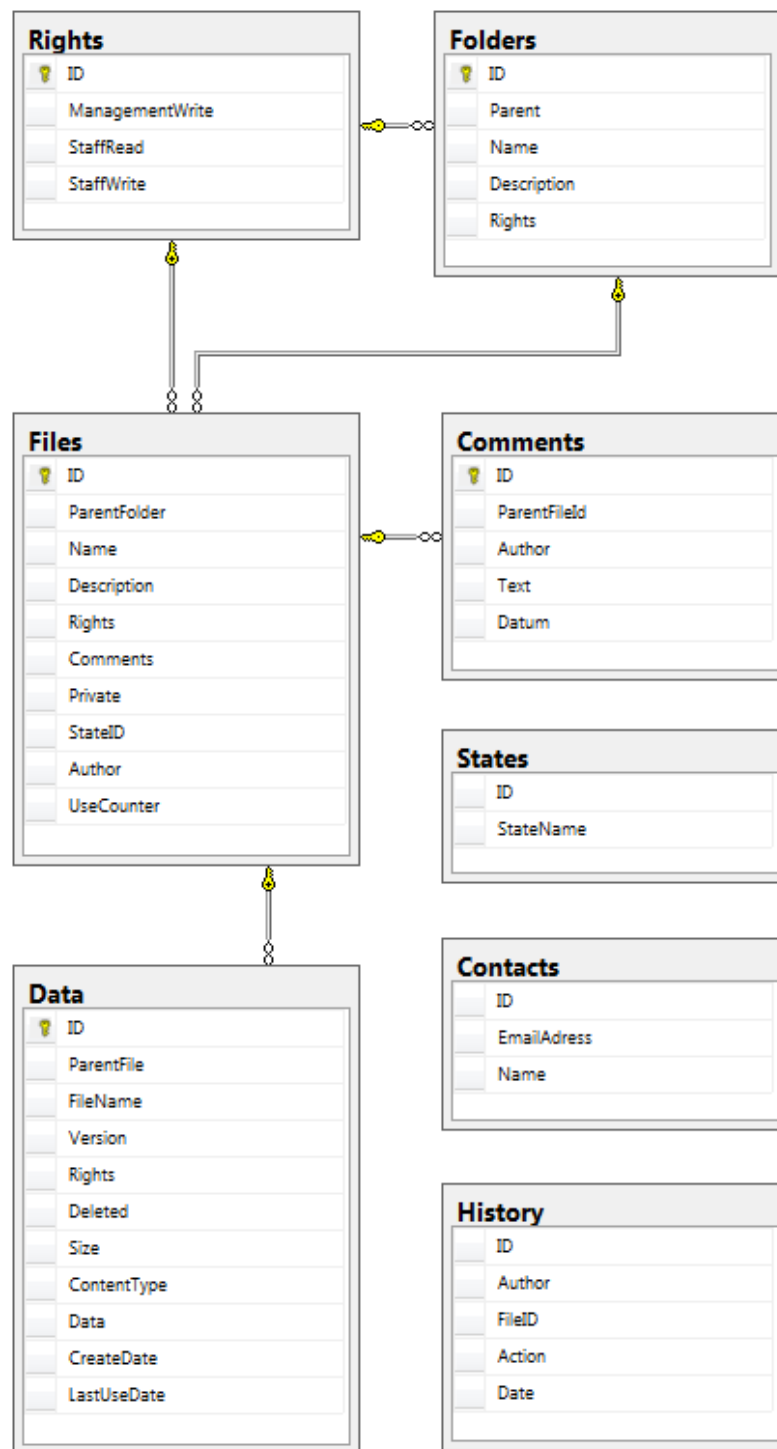 Rights
ID
ManagementWrite
StaffRead
StaffWrite
Folders
ID
Parent
Name
Description
Rights
Files
ID
ParentFolder
Name
Description
Rights
Comments
Private
StateID
Author
UseCounter
Comments
ID
ParentFileId
Author
Text
Datum
States
ID
StateName
Contacts
ID
EmailAdress
Name
Data
ID
ParentFile
FileName
Version
Rights
Deleted
Size
ContentType
Data
CreateDate
LastUseDate
History
ID
Author
FileID
Action
Date